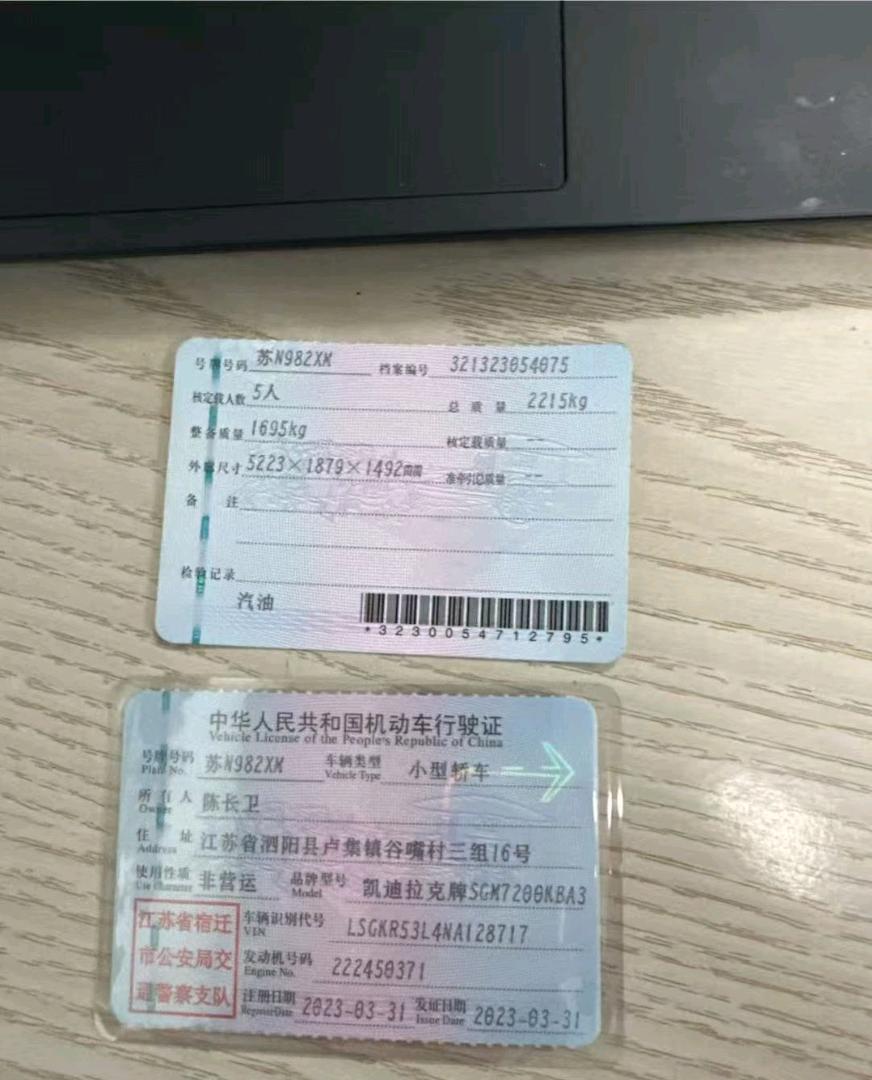 号牌号码 苏N982XM 档案编号 321323054075
核定载人数 5人 总质量 2215kg
整备质量 1695kg 核定载质量 --
外廓尺寸 5223×1879×1492mm 准牵引总质量 --
备注
检验记录
汽油
*3230054712795*
中华人民共和国机动车行驶证
Vehicle License of the People's Republic of China
号牌号码 苏N982XM 车辆类型 小型轿车
Plate No. Vehicle Type
所有人 陈长卫
Owner
住址 江苏省泗阳县卢集镇谷嘴村三组16号
Address
使用性质 非营运 品牌型号 凯迪拉克牌SGM7200KBA3
Use Character Model
江苏省宿迁
市公安局交
通警察支队
车辆识别代号 LSGKR53L4NA128717
VIN
发动机号码 222450371
Engine No.
注册日期 2023-03-31 发证日期 2023-03-31
Register Date Issue Date